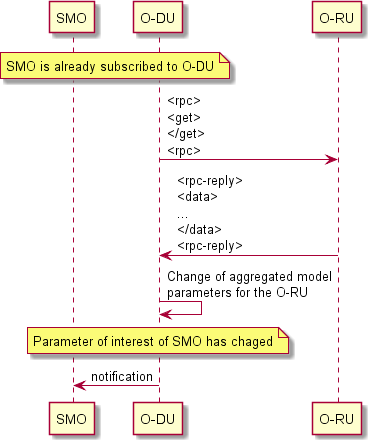 SMO
O-DU
O-RU
SMO is already subscribed to O-DU
<rpc>
<get>
</get>
<rpc>
<rpc-reply>
<data>
...
</data>
<rpc-reply>
Change of aggregated model
parameters for the O-RU
Parameter of interest of SMO has chaged
notification
SMO
O-DU
O-RU